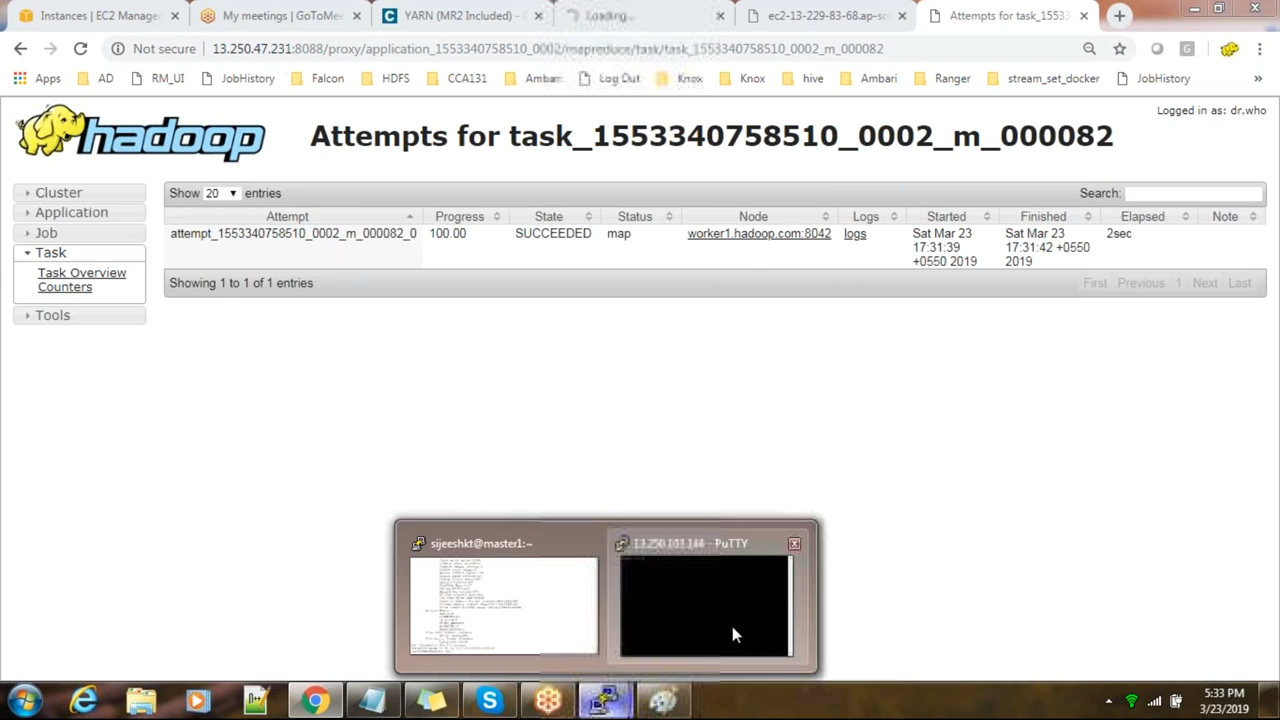 Instances | EC2 Manage
My meetings | GoToMee
YARN (MR2 Included) - C
Loading...
ec2-13-229-83-68.ap-so
Attempts for task_15533
Not secure
13.250.47.231:8088/proxy/application_1553340758510_0002/mapreduce/task/task_1553340758510_0002_m_000082
Apps
AD
RM_UI
JobHistory
Falcon
HDFS
CCA131
Ambari
Log Out
Knox
Knox
hive
Ambari
Ranger
stream_set_docker
JobHistory
»
Logged in as: dr.who
hadoop
Attempts for task_1553340758510_0002_m_000082
Cluster
Application
Job
Task
Task Overview
Counters
Tools
Show 20 entries
Search:
Attempt Progress State Status Node Logs Started Finished Elapsed Note
attempt_1553340758510_0002_m_000082_0 100.00 SUCCEEDED map worker1.hadoop.com:8042 logs Sat Mar 23 Sat Mar 23 2sec
17:31:39 17:31:42 +0550
+0550 2019 2019
Showing 1 to 1 of 1 entries
First Previous 1 Next Last
sijeeshkt@master1:~
PuTTY
5:33 PM
3/23/2019